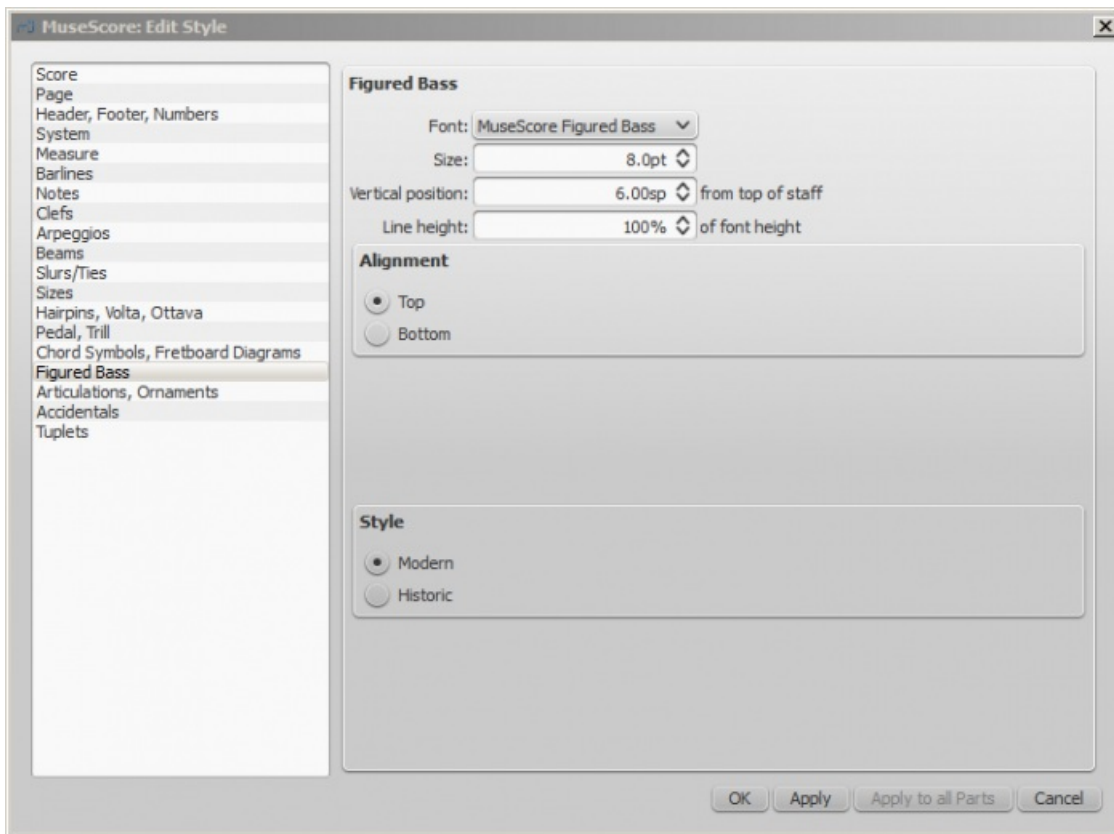 MuseScore: Edit Style
Score
Page
Header, Footer, Numbers
System
Measure
Barlines
Notes
Clefs
Arpeggios
Beams
Slurs/Ties
Sizes
Hairpins, Volta, Ottava
Pedal, Trill
Chord Symbols, Fretboard Diagrams
Figured Bass
Articulations, Ornaments
Accidentals
Tuplets
Figured Bass
Font: MuseScore Figured Bass
Size: 8.0pt
Vertical position: 6.00sp from top of staff
Line height: 100% of font height
Alignment
Top
Bottom
Style
Modern
Historic
OK Apply Apply to all Parts Cancel